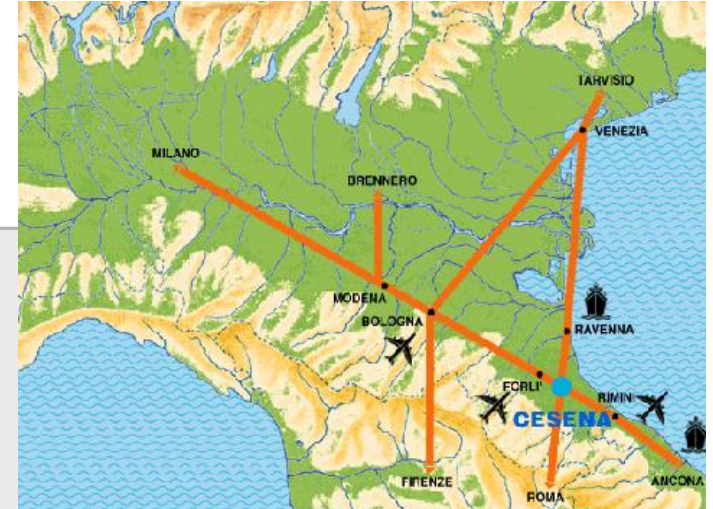 TARVISIO
VENEZIA
MILANO
BRENNERO
MODENA
BOLOGNA
RAVENNA
FORLI'
RIMINI
CESENA
FIRENZE
ROMA
ANCONA